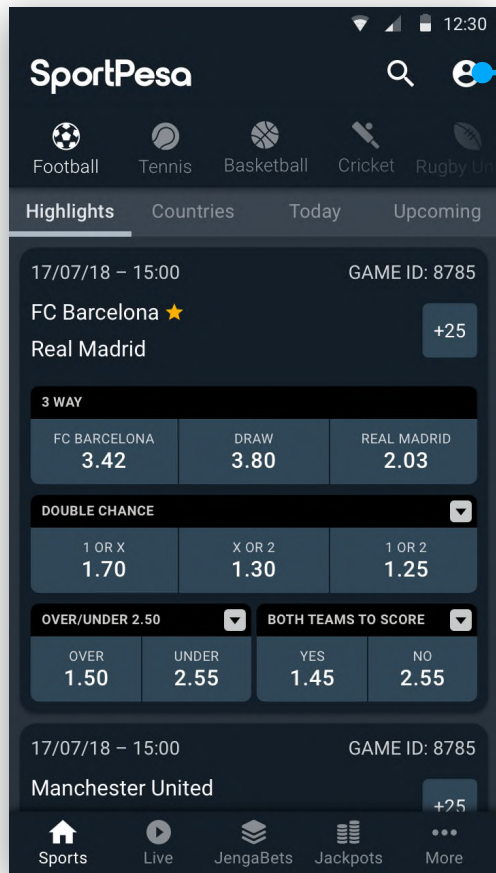 12:30
SportPesa
Football Tennis Basketball Cricket Rugby
Highlights Countries Today Upcoming
17/07/18 – 15:00 GAME ID: 8785
FC Barcelona
+25
Real Madrid
3 WAY
FC BARCELONA DRAW REAL MADRID
3.42 3.80 2.03
DOUBLE CHANCE
1 OR X X OR 2 1 OR 2
1.70 1.30 1.25
OVER/UNDER 2.50 BOTH TEAMS TO SCORE
OVER UNDER YES NO
1.50 2.55 1.45 2.55
17/07/18 – 15:00 GAME ID: 8785
Manchester United
+25
Sports Live JengaBets Jackpots More